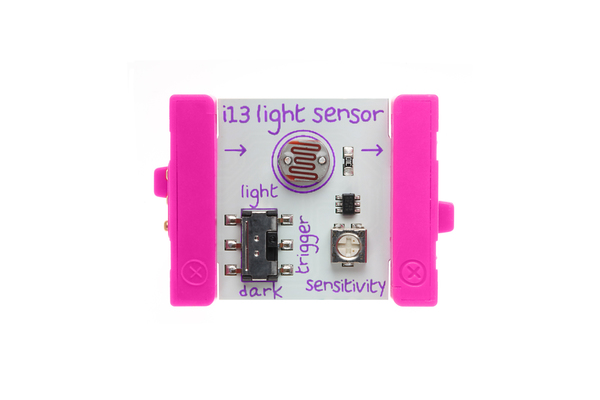 i13 light sensor
light
trigger
dark
sensitivity